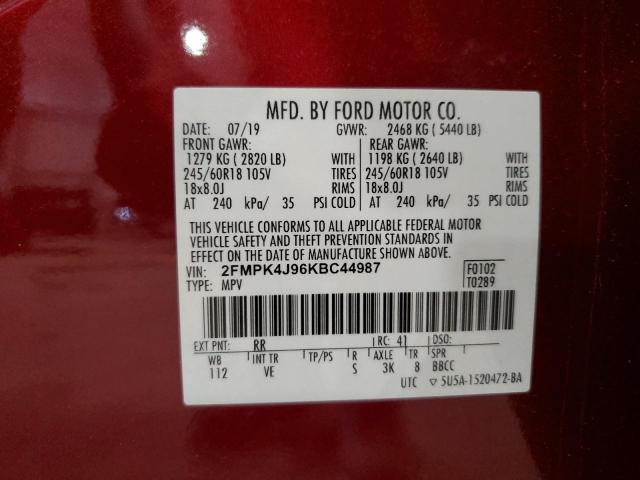 MFD. BY FORD MOTOR CO.
DATE: 07/19 GVWR: 2468 KG (5440 LB)
FRONT GAWR: REAR GAWR:
1279 KG (2820 LB) WITH 1198 KG (2640 LB) WITH
245/60R18 105V TIRES 245/60R18 105V TIRES
18x8.0J RIMS 18x8.0J RIMS
AT 240 kPa/ 35 PSI COLD AT 240 kPa/ 35 PSI COLD
THIS VEHICLE CONFORMS TO ALL APPLICABLE FEDERAL MOTOR
VEHICLE SAFETY AND THEFT PREVENTION STANDARDS IN
EFFECT ON THE DATE OF MANUFACTURE SHOWN ABOVE.
VIN: 2FMPK4J96KBC44987 F0102
TYPE: MPV T0289
EXT PNT: RR RC: 41 DSO:
WB INT TR TP/PS R AXLE TR SPR
112 VE S 3K 8 BBCC
UTC ▽ 5U5A-1520472-BA